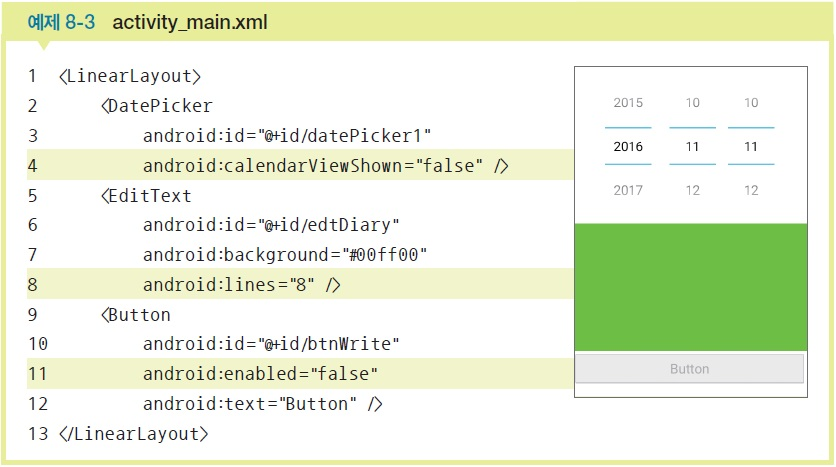 예제 8-3 activity_main.xml
1 <LinearLayout>
2 <DatePicker
3 android:id="@+id/datePicker1"
4 android:calendarViewShown="false" />
5 <EditText
6 android:id="@+id/edtDiary"
7 android:background="#00ff00"
8 android:lines="8" />
9 <Button
10 android:id="@+id/btnWrite"
11 android:enabled="false"
12 android:text="Button" />
13 </LinearLayout>
2015 10 10
2016 11 11
2017 12 12
Button